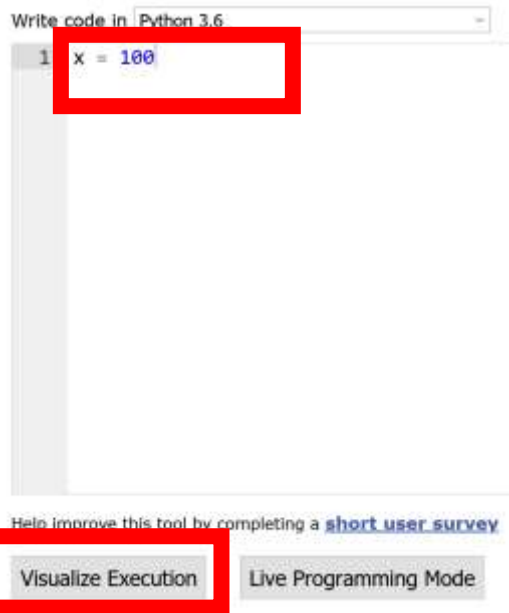 Write code in Python 3.6
1 x = 100
Help improve this tool by completing a short user survey
Visualize Execution Live Programming Mode